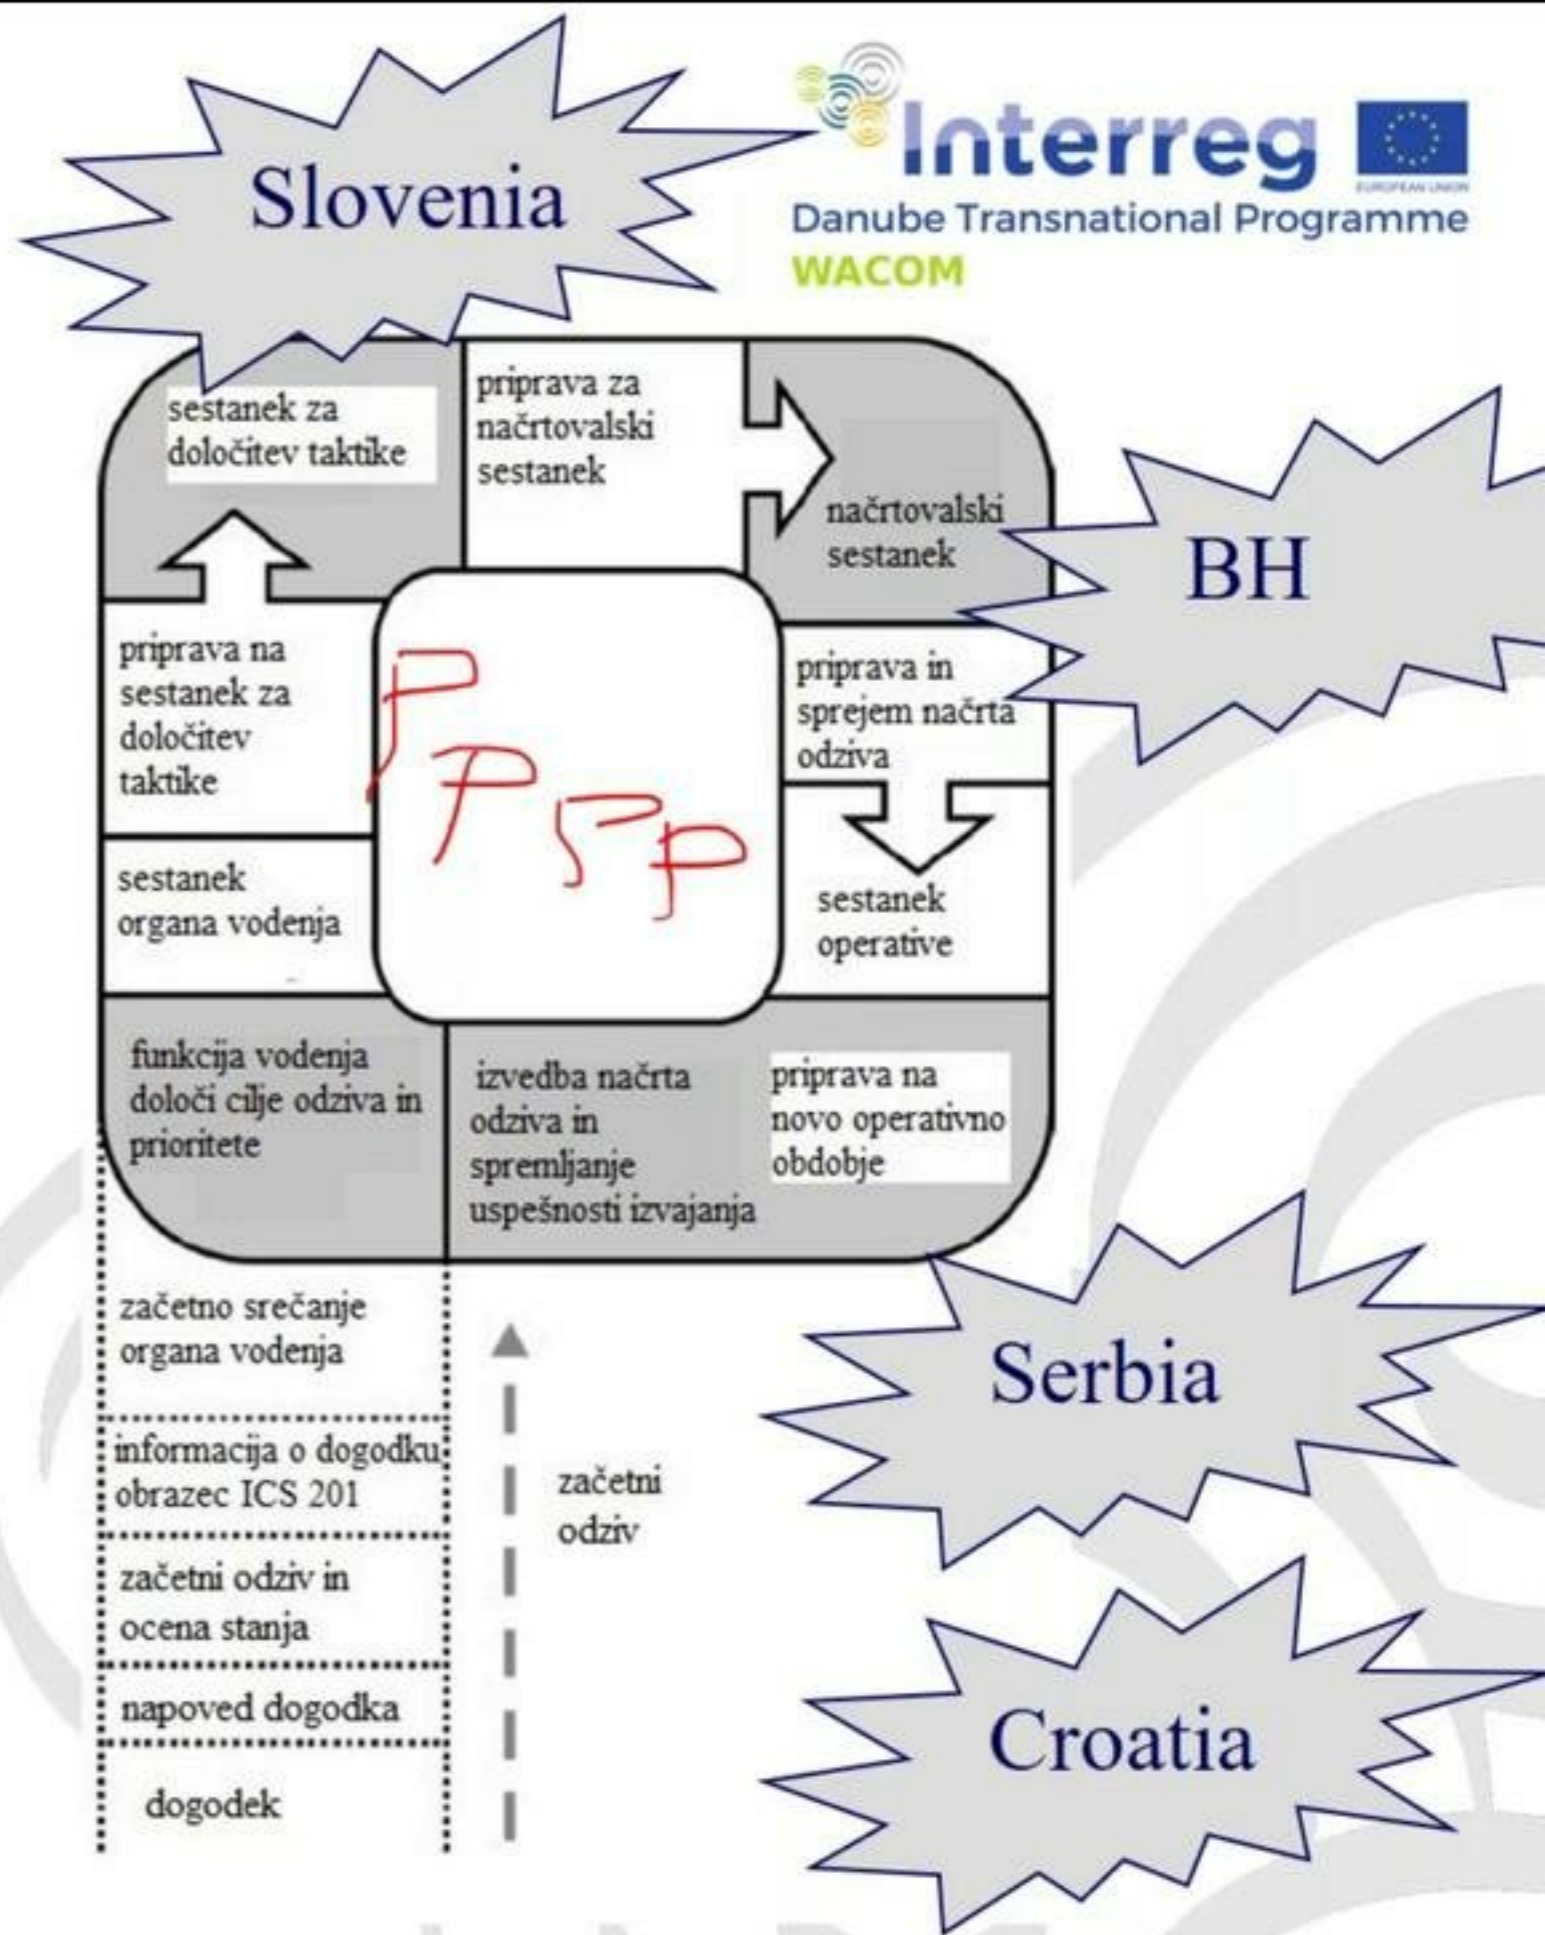 Slovenia
Interreg
EUROPEAN UNION
Danube Transnational Programme
WACOM
sestanek za
določitev taktike
priprava za
načrtovalski
sestanek
načrtovalski
sestanek
BH
priprava na
sestanek za
določitev
taktike
P
P
P
P
priprava in
sprejem načrta
odziva
sestanek
organa vodenja
sestanek
operative
funkcija vodenja
določi cilje odziva in
prioritete
izvedba načrta
odziva in
spremljanje
uspešnosti izvajanja
priprava na
novo operativno
obdobje
začetno srečanje
organa vodenja
informacija o dogodku
obrazec ICS 201
začetni odziv in
ocena stanja
napoved dogodka
dogodek
začetni
odziv
Serbia
Croatia